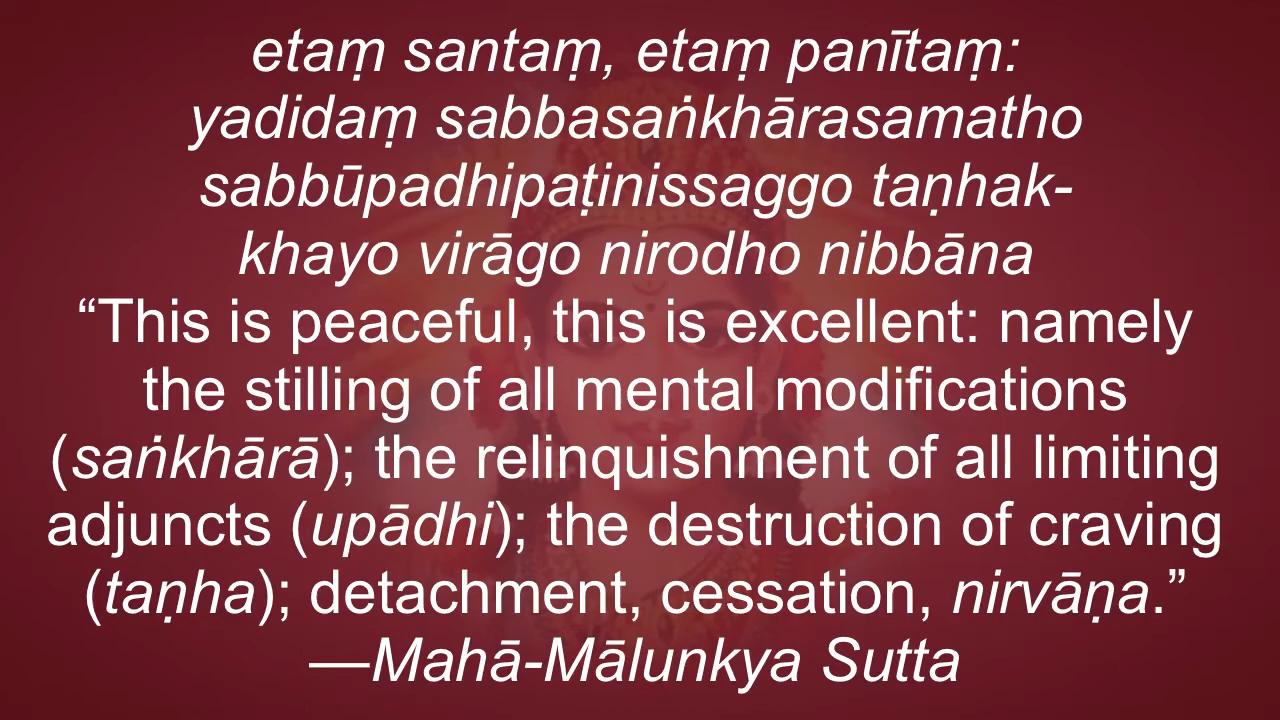 etaṃ santaṃ, etaṃ panītaṃ:
yadidaṃ sabbasaṅkhārasamatho
sabbūpadhipaṭinissaggo taṇhak-
khayo virāgo nirodho nibbāna
“This is peaceful, this is excellent: namely
the stilling of all mental modifications
(saṅkhārā); the relinquishment of all limiting
adjuncts (upādhi); the destruction of craving
(taṇha); detachment, cessation, nirvāṇa.”
—Mahā-Mālunkya Sutta